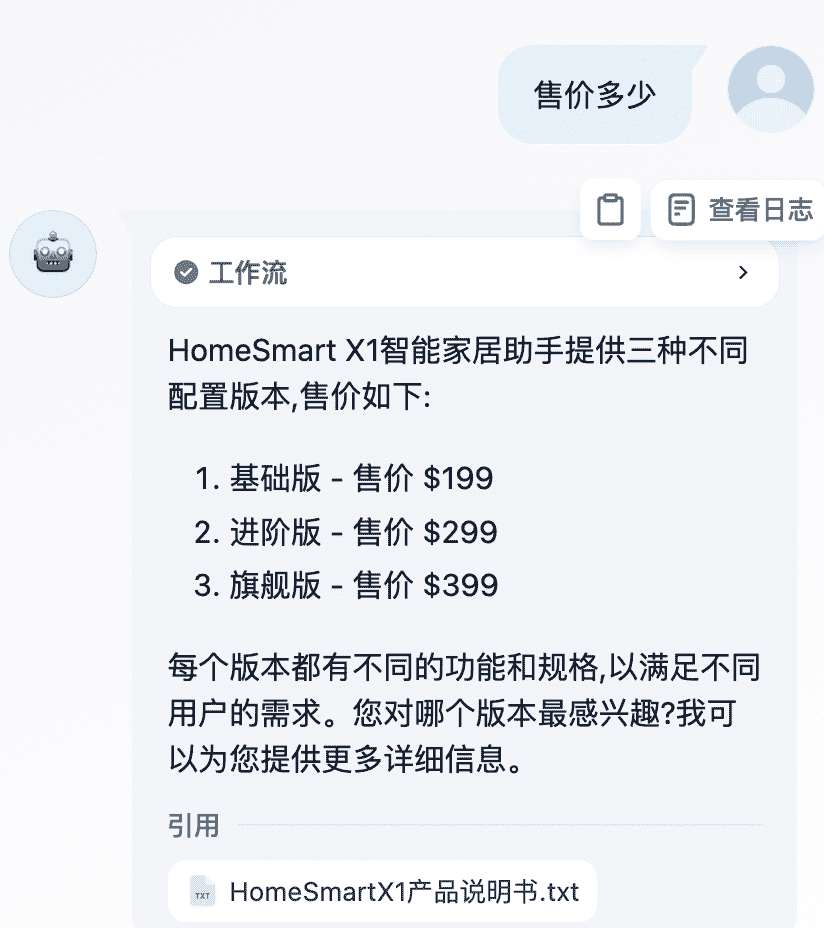 售价多少
查看日志
工作流
HomeSmart X1智能家居助手提供三种不同
配置版本,售价如下:
1. 基础版 - 售价 $199
2. 进阶版 - 售价 $299
3. 旗舰版 - 售价 $399
每个版本都有不同的功能和规格,以满足不同
用户的需求。您对哪个版本最感兴趣?我可
以为您提供更多详细信息。
引用
TXT HomeSmartX1产品说明书.txt